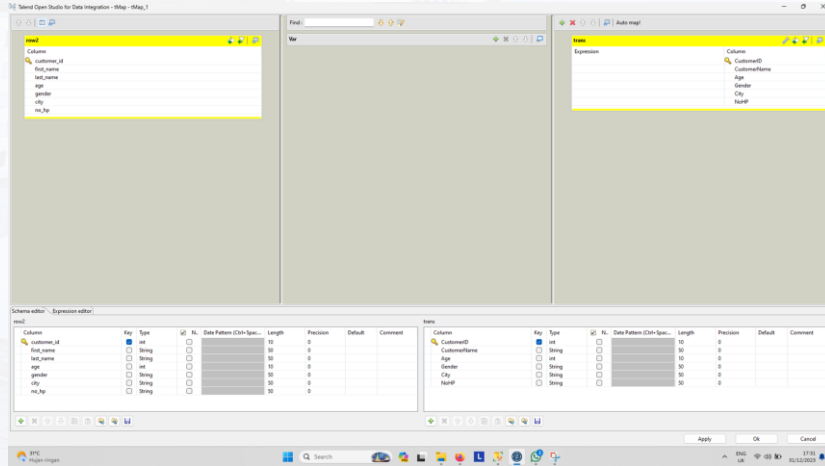 Talend Open Studio for Data Integration - tMap - tMap_1
Find :
Auto map!
row2
Column
customer_id
first_name
last_name
age
gender
city
no_hp
Var
trans
Expression Column
CustomerID
CustomerName
Age
Gender
City
NoHP
Schema editor Expression editor
row2
Column Key Type N.. Date Pattern (Ctrl+Spac... Length Precision Default Comment
customer_id int 10 0
first_name String 50 0
last_name String 50 0
age int 10 0
gender String 50 0
city String 50 0
no_hp String 50 0
trans
Column Key Type N.. Date Pattern (Ctrl+Spac... Length Precision Default Comment
CustomerID int 10 0
CustomerName String 50 0
Age int 10 0
Gender String 50 0
City String 50 0
NoHP String 50 0
Apply Ok Cancel
31°C
Hujan ringan
Search
ENG
17:51
31/12/2023